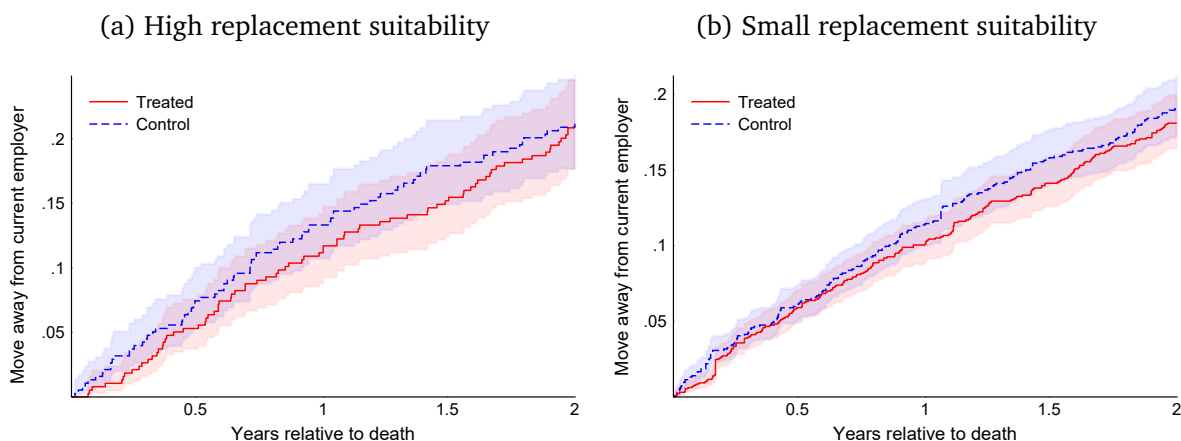 (a) High replacement suitability
Move away from current employer
.2
.15
.1
.05
Treated
Control
0.5
1
1.5
2
Years relative to death
(b) Small replacement suitability
Move away from current employer
.2
.15
.1
.05
Treated
Control
0.5
1
1.5
2
Years relative to death